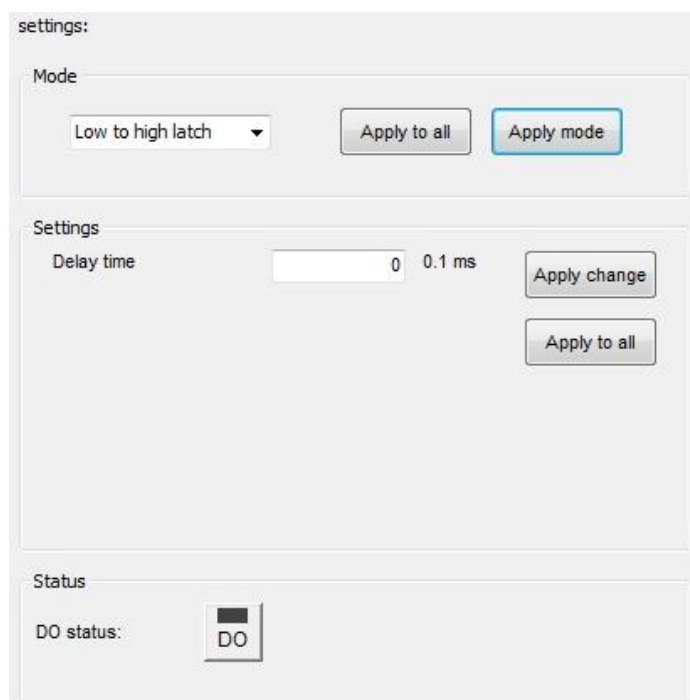 settings:
Mode
Low to high latch Apply to all Apply mode
Settings
Delay time 0 0.1 ms Apply change
Apply to all
Status
DO status: DO